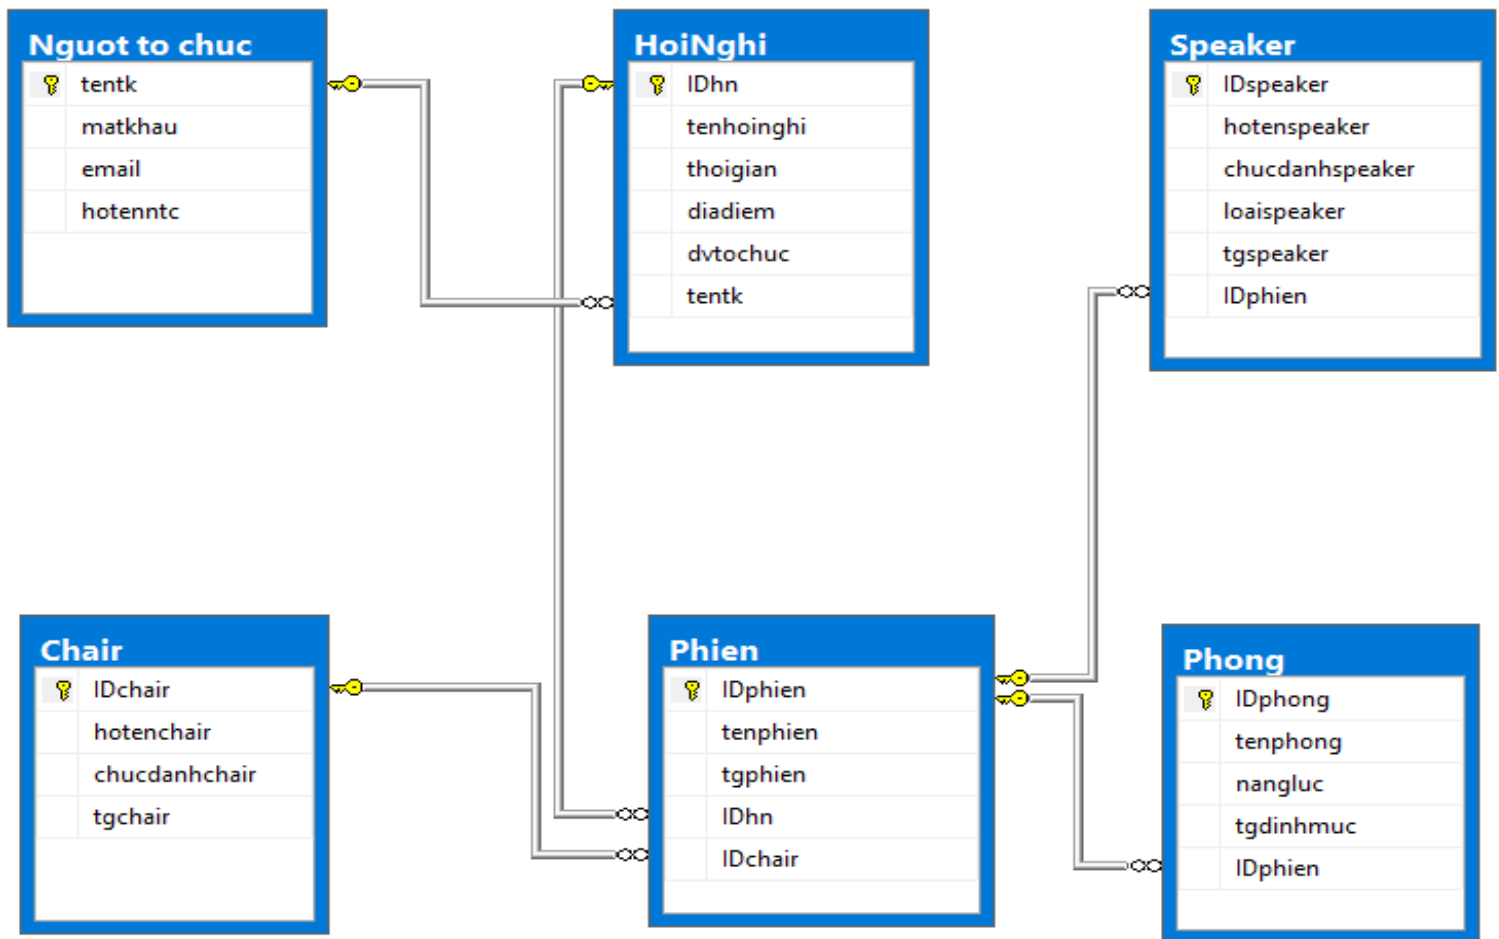 Nguot to chuc
tentk
matkhau
email
hotenntc
HoiNghi
IDhn
tenhoinghi
thoigian
diadiem
dvtochuc
tentk
Speaker
IDspeaker
hotenspeaker
chucdanhspeaker
loaispeaker
tgspeaker
IDphien
Chair
IDchair
hotenchair
chucdanhchair
tgchair
Phien
IDphien
tenphien
tgphien
IDhn
IDchair
Phong
IDphong
tenphong
nangluc
tgdinhmuc
IDphien